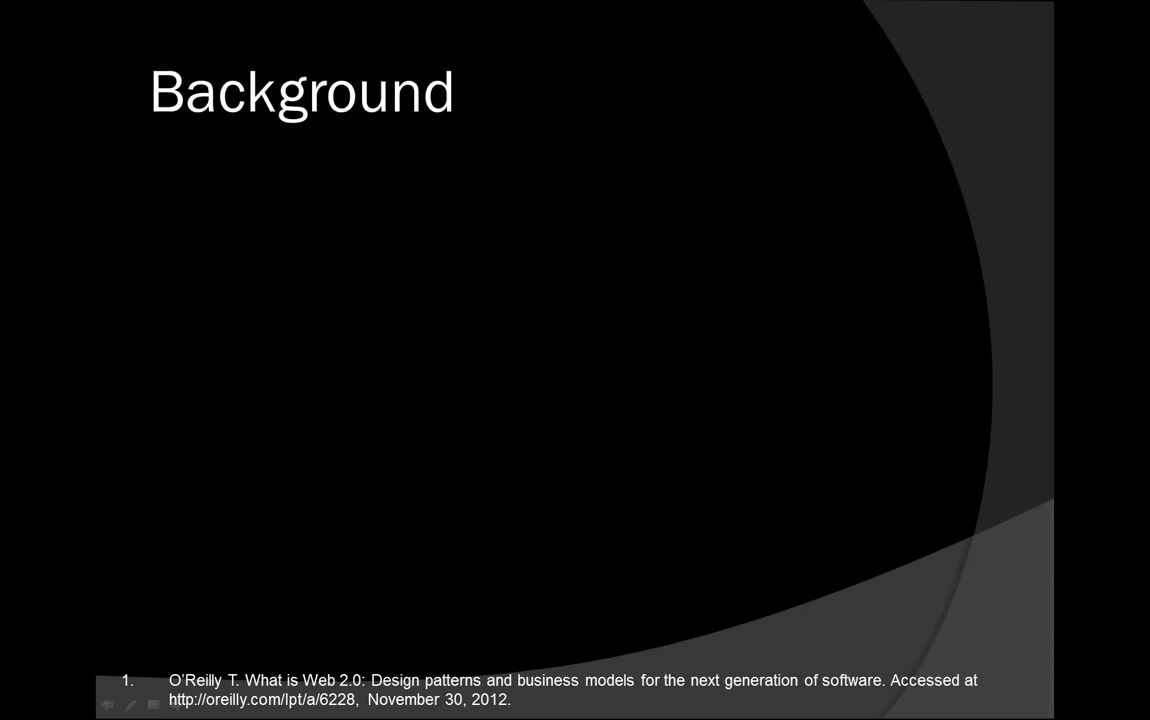 Background
1. O’Reilly T. What is Web 2.0: Design patterns and business models for the next generation of software. Accessed at
http://oreilly.com/lpt/a/6228, November 30, 2012.